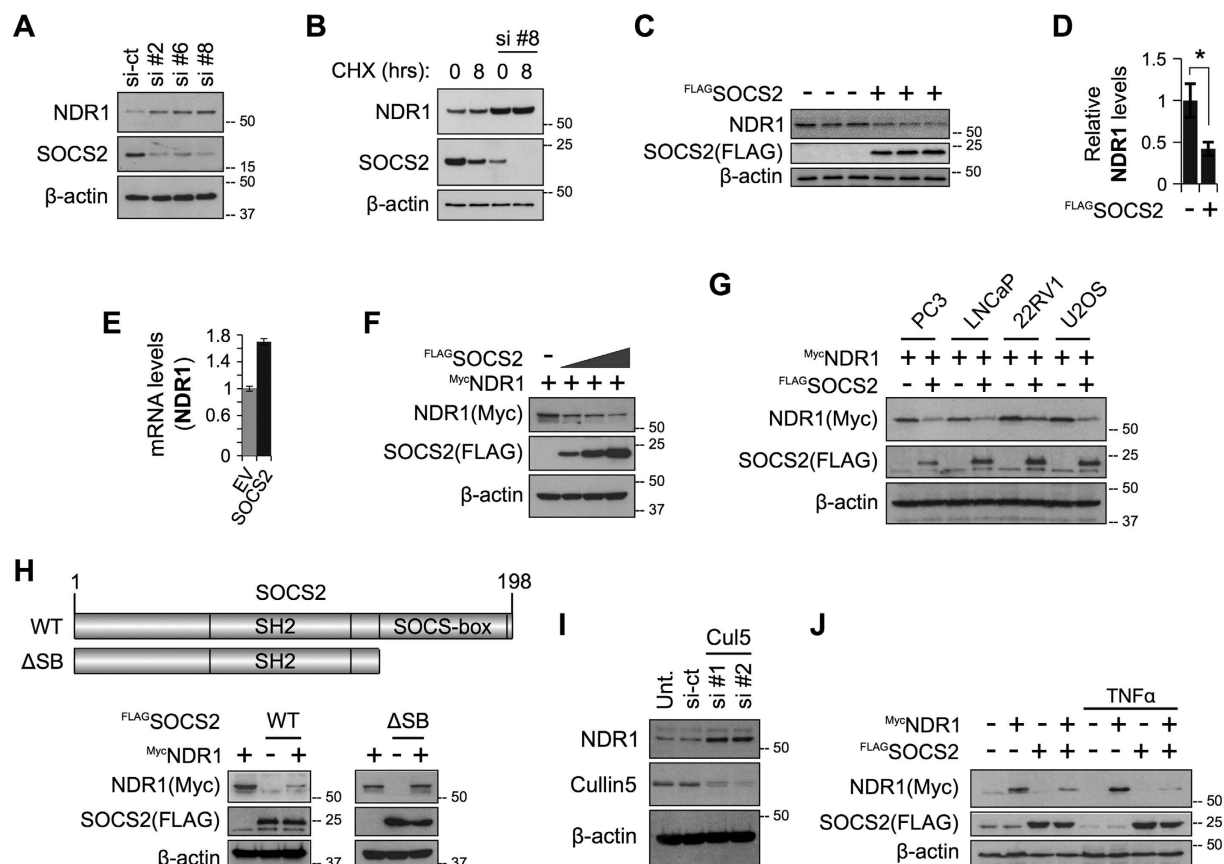 A
si-ct
si #2
si #6
si #8
NDR1
-- 50
SOCS2
-- 15
-- 50
β-actin
-- 37
B
si #8
CHX (hrs): 0 8 0 8
NDR1
-- 50
-- 25
SOCS2
-- 50
β-actin
C
FLAGSOCS2 - - - + + +
NDR1
-- 50
-- 25
SOCS2(FLAG)
β-actin
-- 50
D
1.5
*
1
0.5
0
Relative
NDR1 levels
FLAGSOCS2 - +
E
mRNA levels
(NDR1)
1.8
1.4
1
0.6
0
EV
SOCS2
F
FLAGSOCS2 -
MycNDR1 + + + +
NDR1(Myc)
-- 50
-- 25
SOCS2(FLAG)
-- 50
β-actin
-- 37
G
PC3
LNCaP
22RV1
U2OS
MycNDR1 + + + + + + + +
FLAGSOCS2 - + - + - + - +
NDR1(Myc)
-- 50
-- 25
SOCS2(FLAG)
-- 50
β-actin
-- 37
H
1 SOCS2 198
WT SH2 SOCS-box
ΔSB SH2
FLAGSOCS2 WT ΔSB
MycNDR1 + - + + - +
NDR1(Myc) -- 50 -- 50
SOCS2(FLAG) -- 25 -- 25
β-actin -- 37 -- 37
I
Cul5
Unt.
si-ct
si #1
si #2
NDR1
-- 50
Cullin5
-- 50
β-actin
J
TNFα
MycNDR1 - + - + - + - +
FLAGSOCS2 - - + + - - + +
NDR1(Myc)
-- 50
SOCS2(FLAG) -- 25
-- 50
β-actin